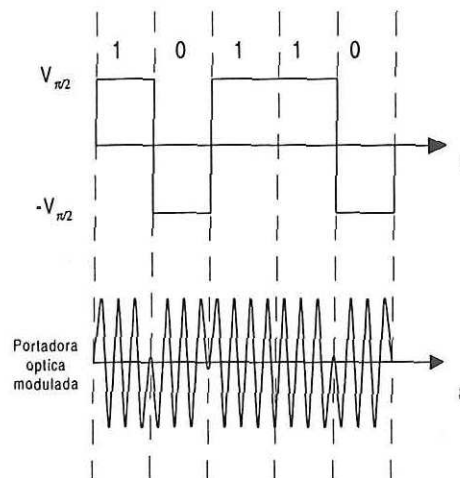 1 0 1 1 0
V π/2
-V π/2
Portadora
optica
modulada